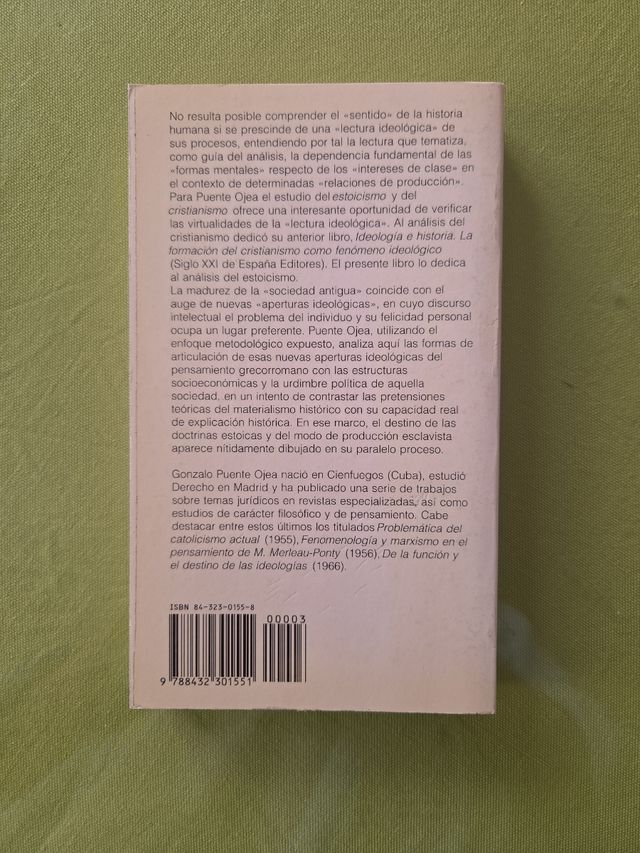 No resulta posible comprender el «sentido» de la historia
humana si se prescinde de una «lectura ideológica» de
sus procesos, entendiendo por tal la lectura que tematiza,
como guía del análisis, la dependencia fundamental de las
«formas mentales» respecto de los «intereses de clase» en
el contexto de determinadas «relaciones de producción».
Para Puente Ojea el estudio del estoicismo y del
cristianismo ofrece una interesante oportunidad de verificar
las virtualidades de la «lectura ideológica». Al análisis del
cristianismo dedicó su anterior libro, Ideología e historia. La
formación del cristianismo como fenómeno ideológico
(Siglo XXI de España Editores). El presente libro lo dedica
al análisis del estoicismo.
La madurez de la «sociedad antigua» coincide con el
auge de nuevas «aperturas ideológicas», en cuyo discurso
intelectual el problema del individuo y su felicidad personal
ocupa un lugar preferente. Puente Ojea, utilizando el
enfoque metodológico expuesto, analiza aquí las formas de
articulación de esas nuevas aperturas ideológicas del
pensamiento grecorromano con las estructuras
socioeconómicas y la urdimbre política de aquella
sociedad, en un intento de contrastar las pretensiones
teóricas del materialismo histórico con su capacidad real
de explicación histórica. En ese marco, el destino de las
doctrinas estoicas y del modo de producción esclavista
aparece nítidamente dibujado en su paralelo proceso.
Gonzalo Puente Ojea nació en Cienfuegos (Cuba), estudió
Derecho en Madrid y ha publicado una serie de trabajos
sobre temas jurídicos en revistas especializadas, así como
estudios de carácter filosófico y de pensamiento. Cabe
destacar entre estos últimos los titulados Problemática del
catolicismo actual (1955), Fenomenología y marxismo en el
pensamiento de M. Merleau-Ponty (1956), De la función y
el destino de las ideologías (1966).
ISBN 84-323-0155-8
00003
9 788432 301551